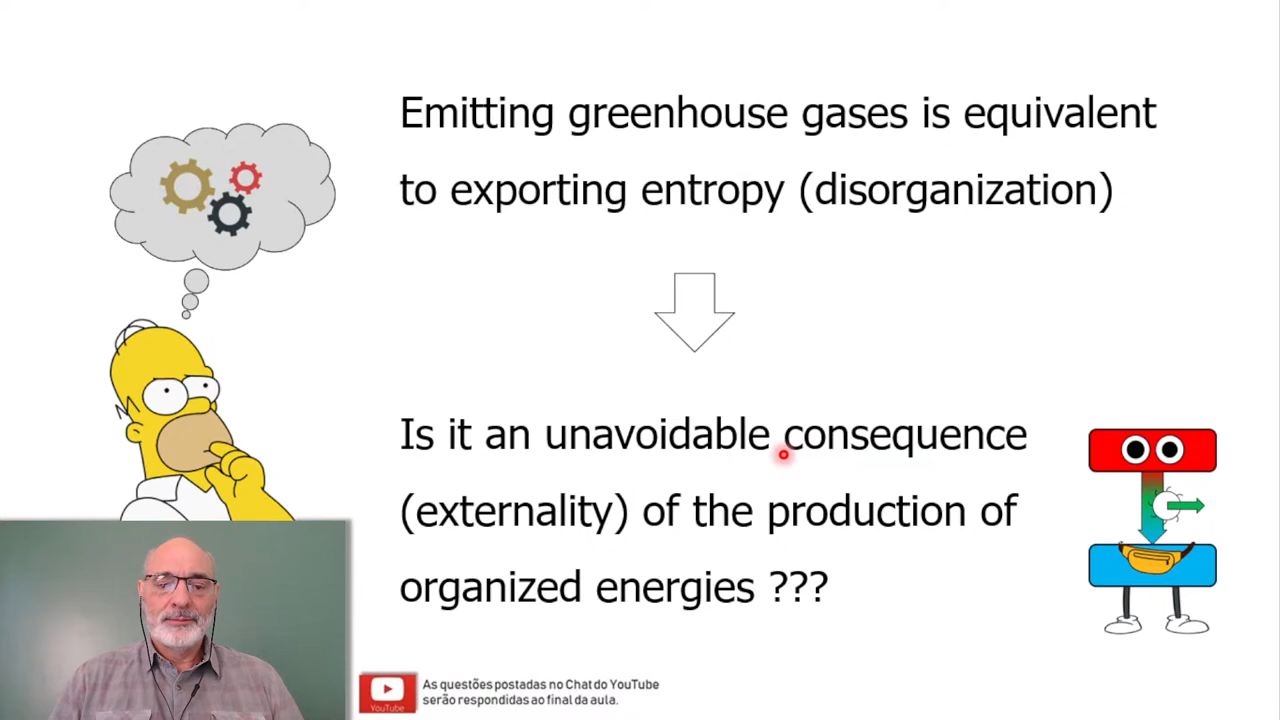 Emitting greenhouse gases is equivalent
to exporting entropy (disorganization)
Is it an unavoidable consequence
(externality) of the production of
organized energies ???
YouTube
As questões postadas no Chat do YouTube
serão respondidas ao final da aula.